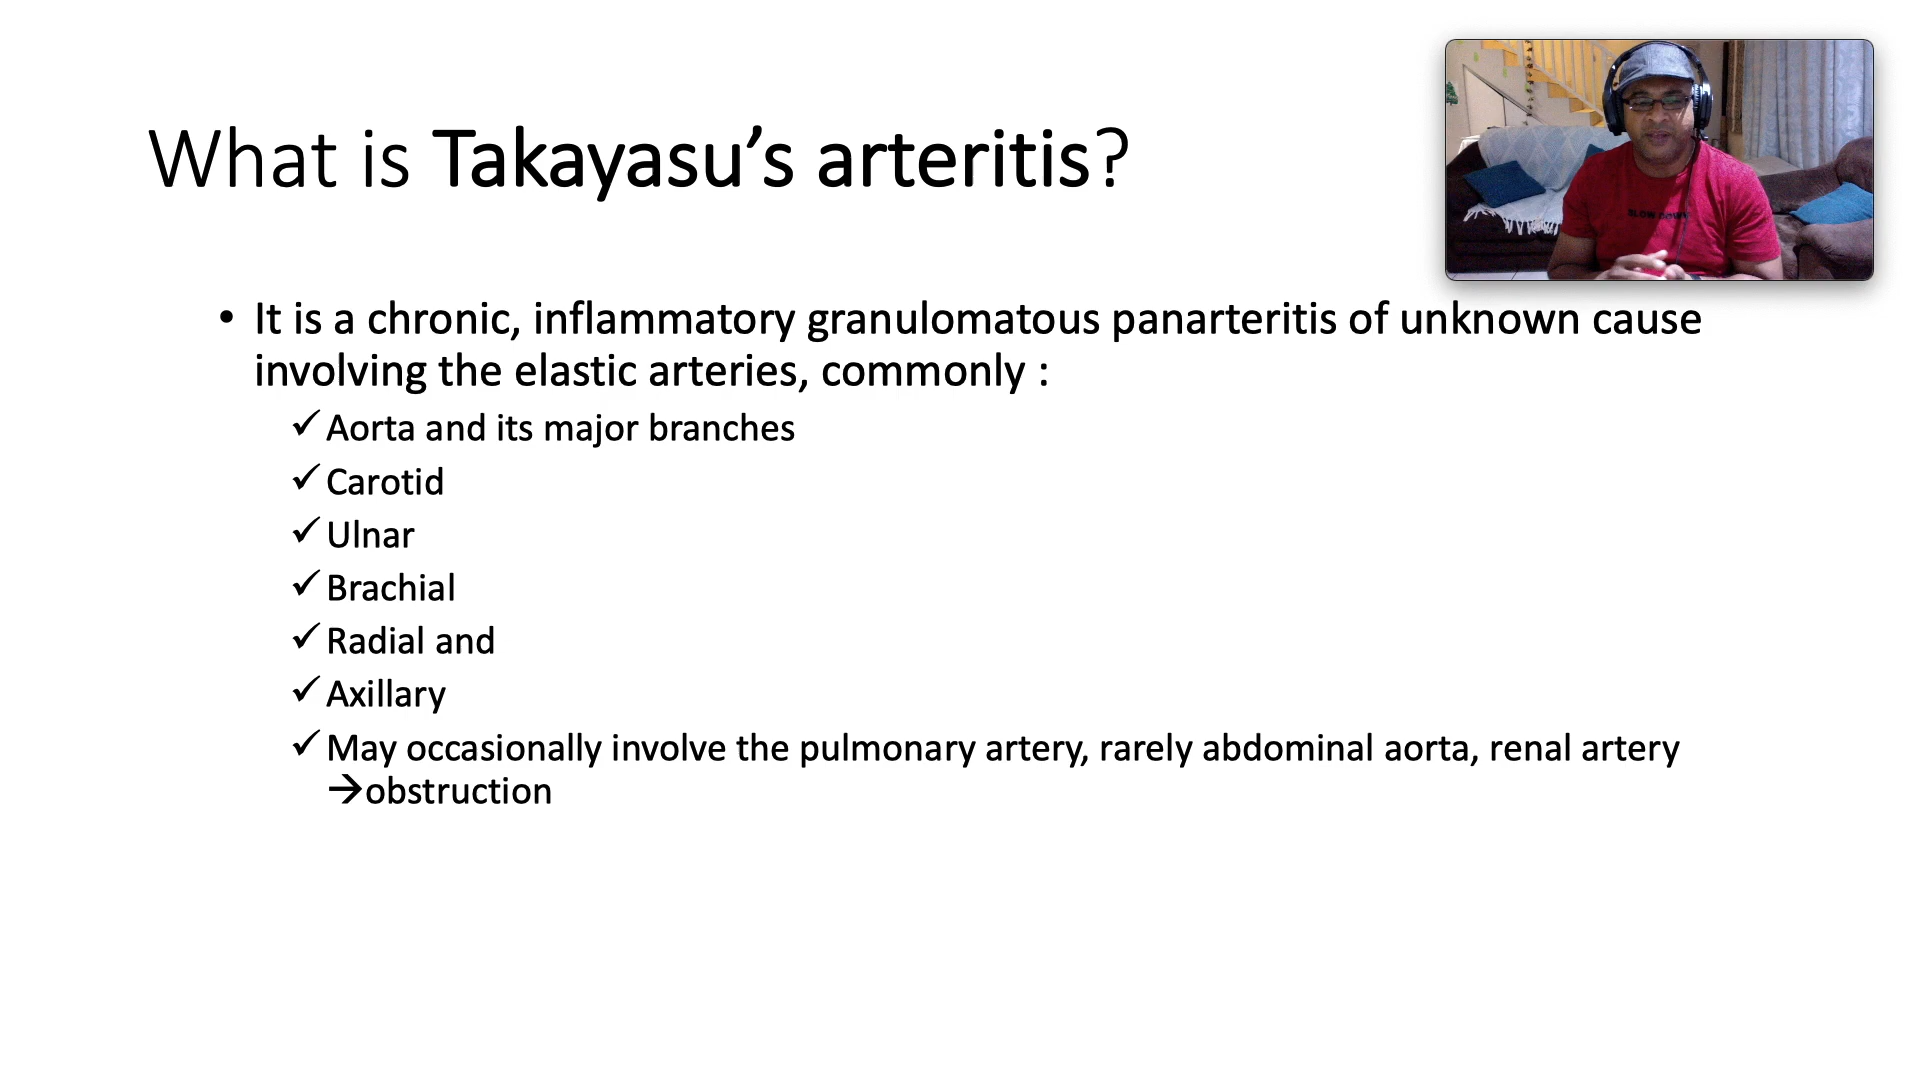 What is Takayasu’s arteritis?
SLOW DOWN
• It is a chronic, inflammatory granulomatous panarteritis of unknown cause
involving the elastic arteries, commonly :
✓ Aorta and its major branches
✓ Carotid
✓ Ulnar
✓ Brachial
✓ Radial and
✓ Axillary
✓ May occasionally involve the pulmonary artery, rarely abdominal aorta, renal artery
→obstruction